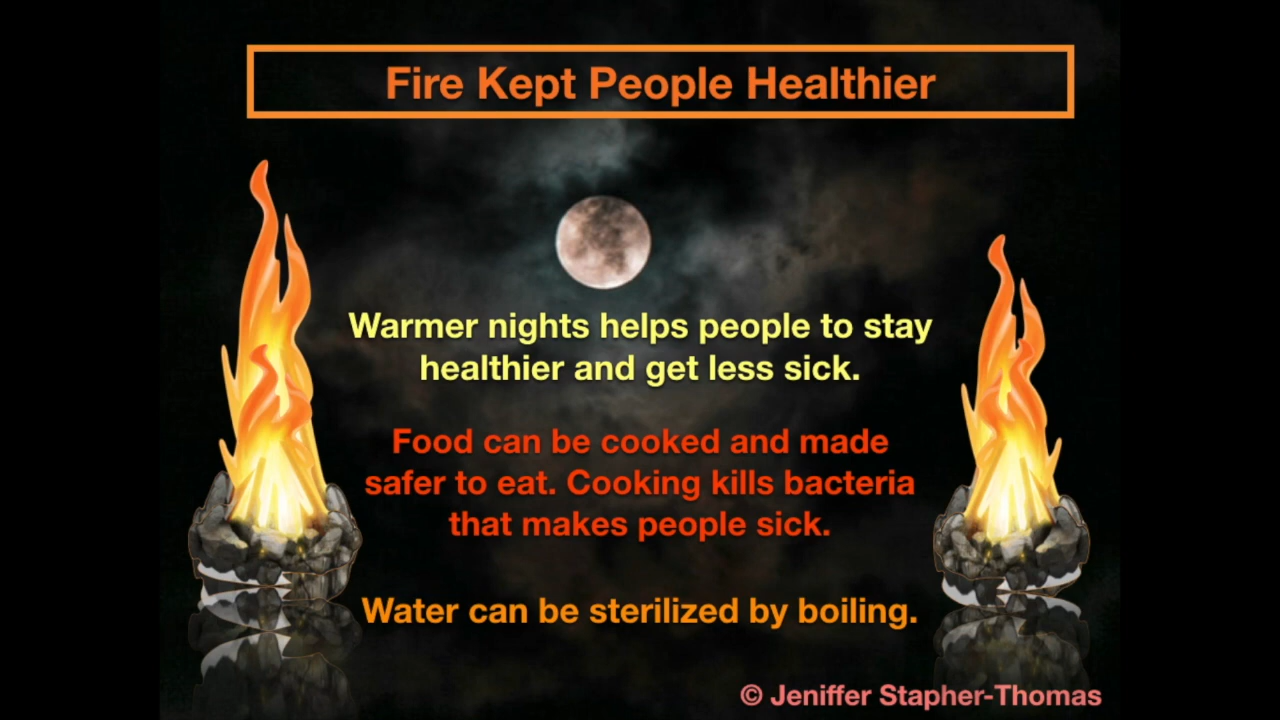 Fire Kept People Healthier
Warmer nights helps people to stay
healthier and get less sick.
Food can be cooked and made
safer to eat. Cooking kills bacteria
that makes people sick.
Water can be sterilized by boiling.
© Jeniffer Stapher-Thomas